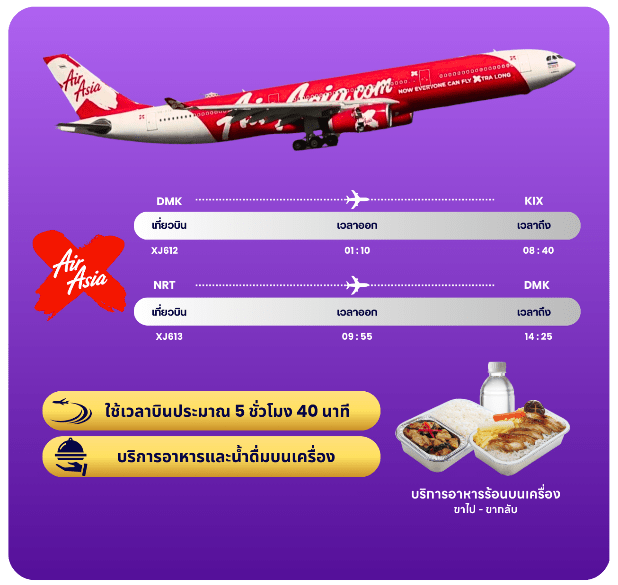 Air
Asia
AirAsia.com
NOW EVERYONE CAN FLY XTRA LONG
DMK
KIX
เที่ยวบิน เวลาออก เวลาถึง
XJ612 01 : 10 08 : 40
Air
Asia
NRT
DMK
เที่ยวบิน เวลาออก เวลาถึง
XJ613 09 : 55 14 : 25
ใช้เวลาบินประมาณ 5 ชั่วโมง 40 นาที
บริการอาหารและน้ำดื่มบนเครื่อง
บริการอาหารร้อนบนเครื่อง
ขาไป - ขากลับ